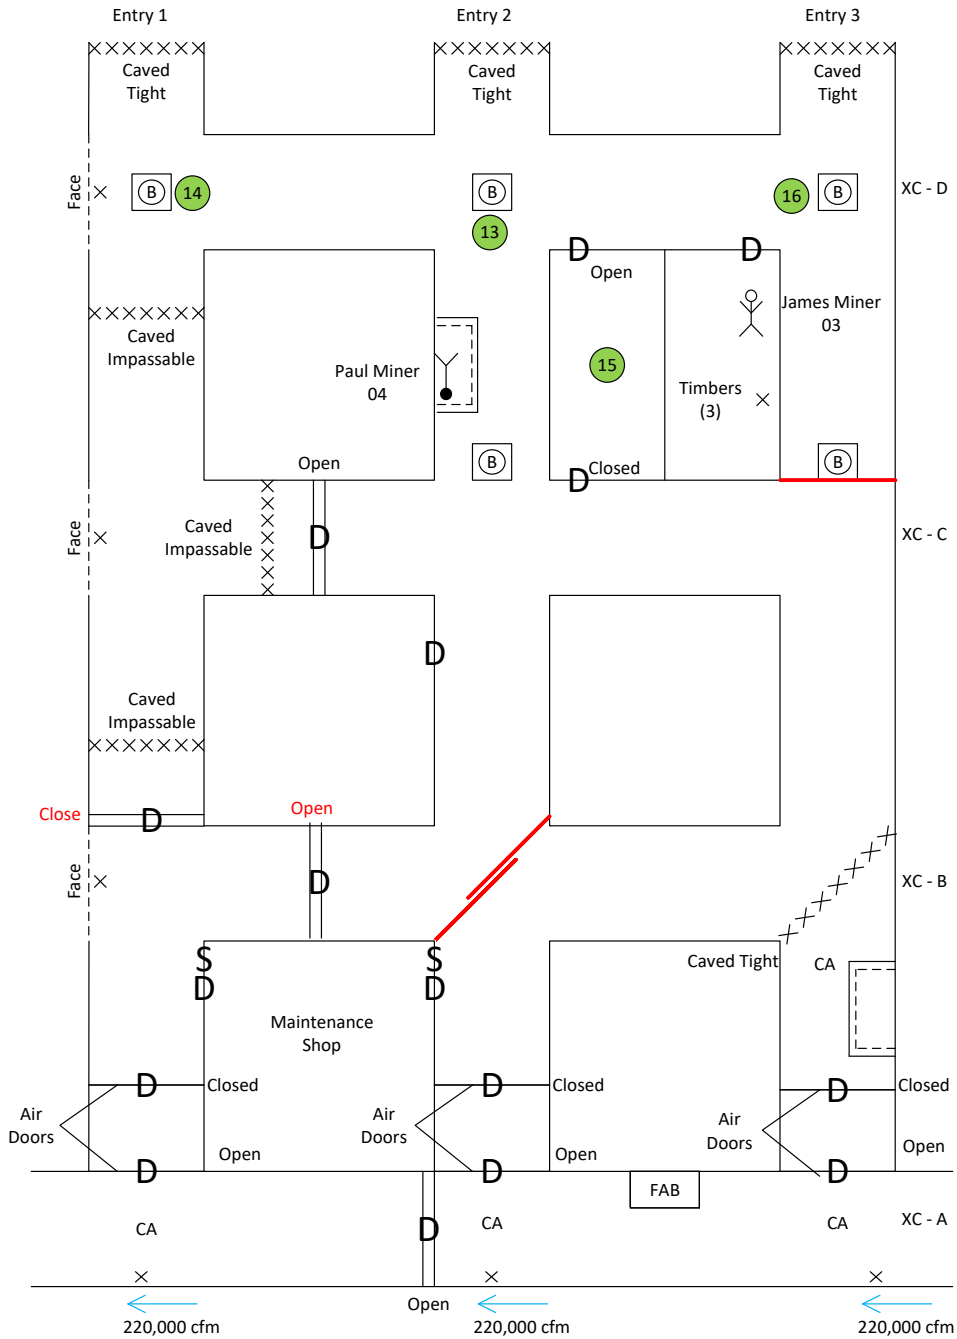 Entry 1
Entry 2
Entry 3
Caved
Tight
Caved
Tight
Caved
Tight
Face
B
14
B
13
16
B
XC - D
D
D
Open
James Miner
03
Caved
Impassable
Paul Miner
04
15
Timbers
(3)
Open
B
Closed
D
B
Face
Caved
Impassable
D
XC - C
D
Caved
Impassable
Close
D
Open
Face
D
XC - B
S
D
S
D
Caved Tight
CA
Maintenance
Shop
D
Closed
D
Closed
D
Closed
Air
Doors
Air
Doors
Air
Doors
Open
Open
Open
D
D
D
FAB
CA
D
CA
CA
XC - A
Open
220,000 cfm
220,000 cfm
220,000 cfm